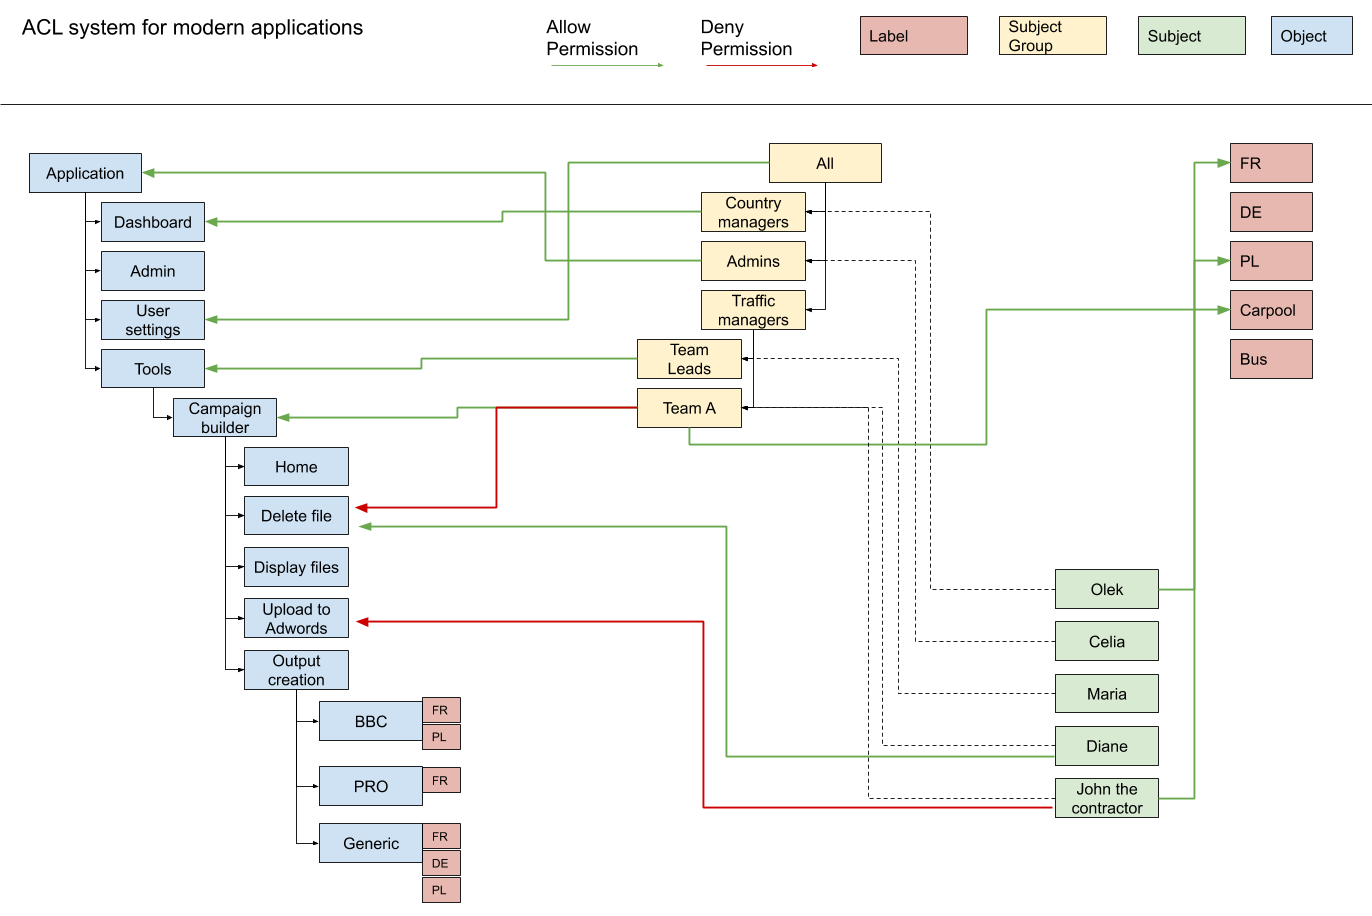 ACL system for modern applications
Allow
Permission
Deny
Permission
Label
Subject
Group
Subject
Object
Application
Dashboard
Admin
User
settings
Tools
Campaign
builder
Home
Delete file
Display files
Upload to
Adwords
Output
creation
BBC
FR
PL
PRO
FR
Generic
FR
DE
PL
All
Country
managers
Admins
Traffic
managers
Team
Leads
Team A
Olek
Celia
Maria
Diane
John the
contractor
FR
DE
PL
Carpool
Bus